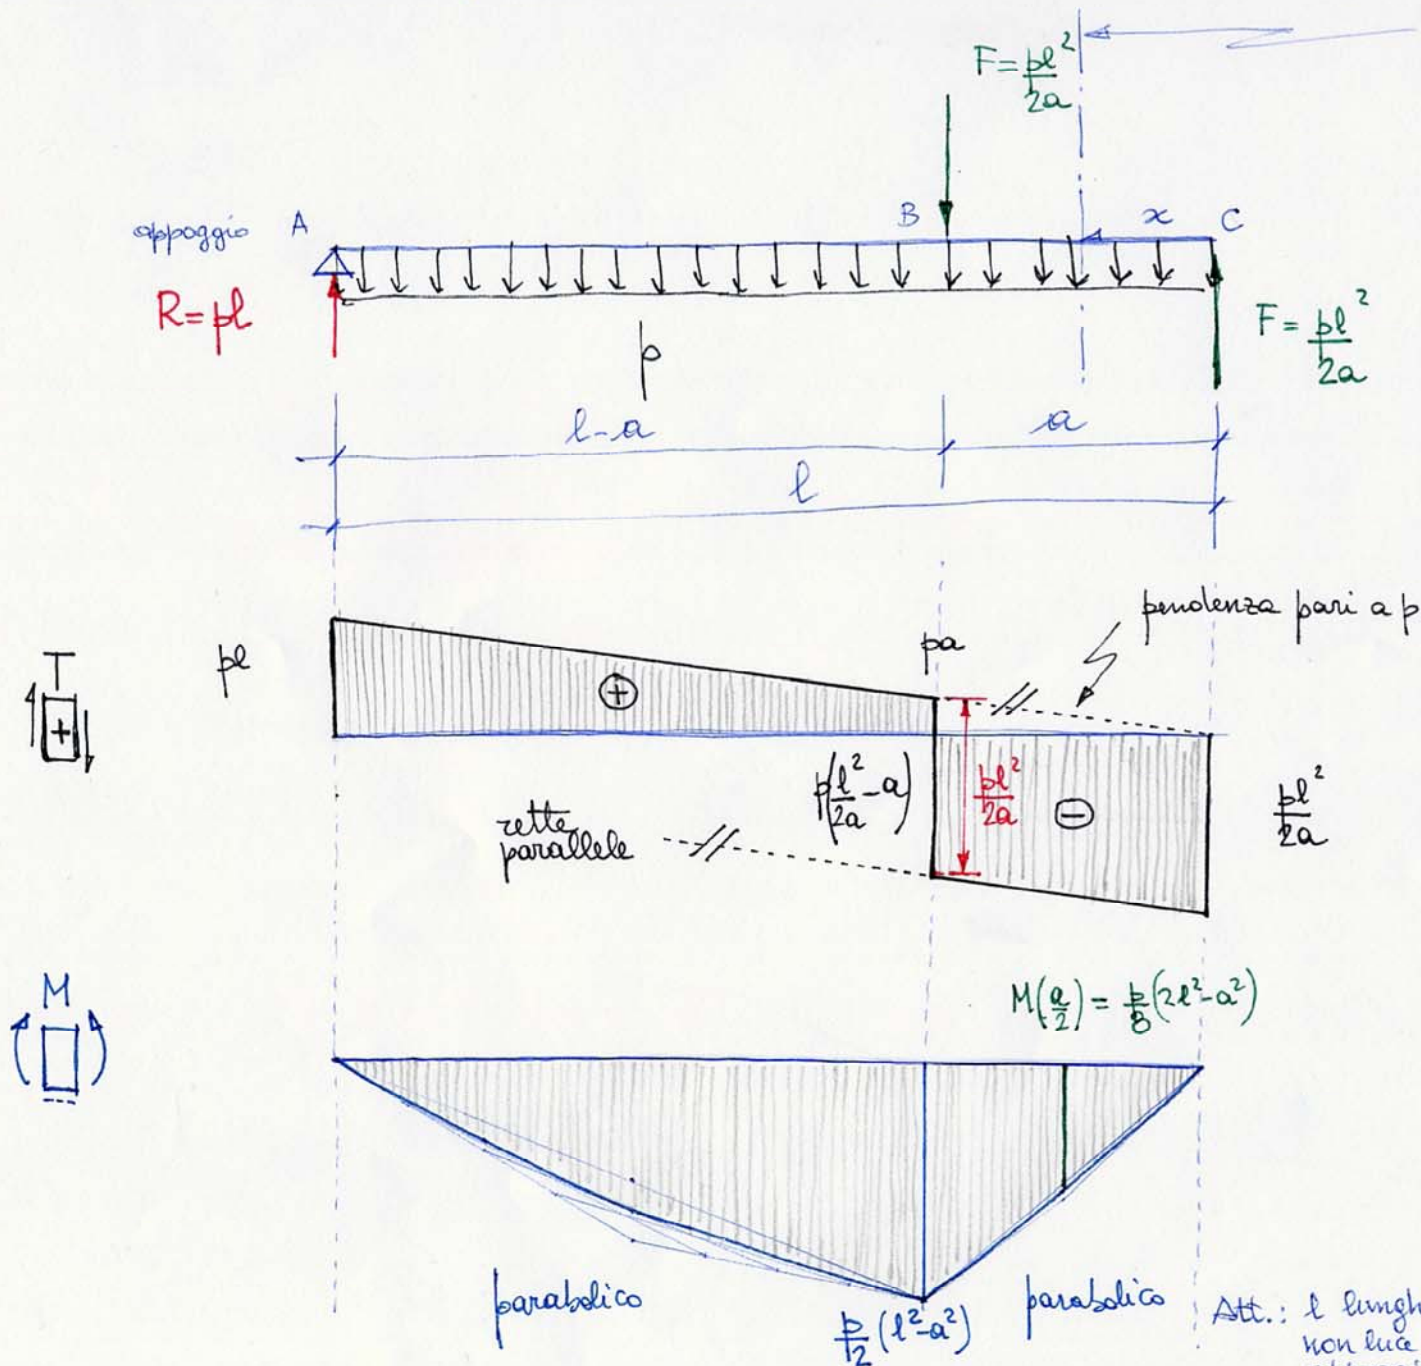 F = pl²/2a
appoggio A B x C
R = pl
F = pl²/2a
p
l-a a
l
pendenza pari a p
T
pl
pa
+
+
p(l²/2a - a)
pl²/2a
-
pl²/2a
rette
parallele
M
M(a/2) = p/8(2l²-a²)
parabolico
p/2(l²-a²)
parabolico
Att.: l lungh
non luce